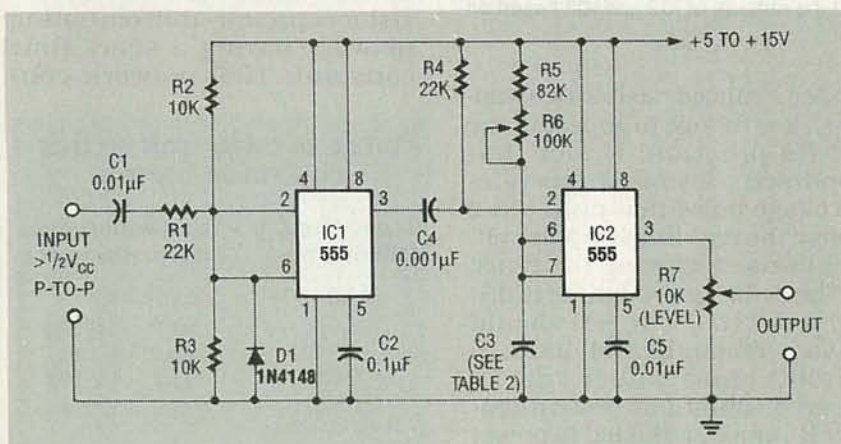 +5 TO +15V
R2
10K
R4
22K
R5
82K
R6
100K
C1
0.01µF
R1
22K
INPUT
>1/2VCC
P-TO-P
4
8
2
3
6
1
5
IC1
555
C4
0.001µF
4
8
2
3
6
7
1
5
IC2
555
R7
10K
(LEVEL)
OUTPUT
R3
10K
D1
1N4148
C2
0.1µF
C3
(SEE
TABLE 2)
C5
0.01µF